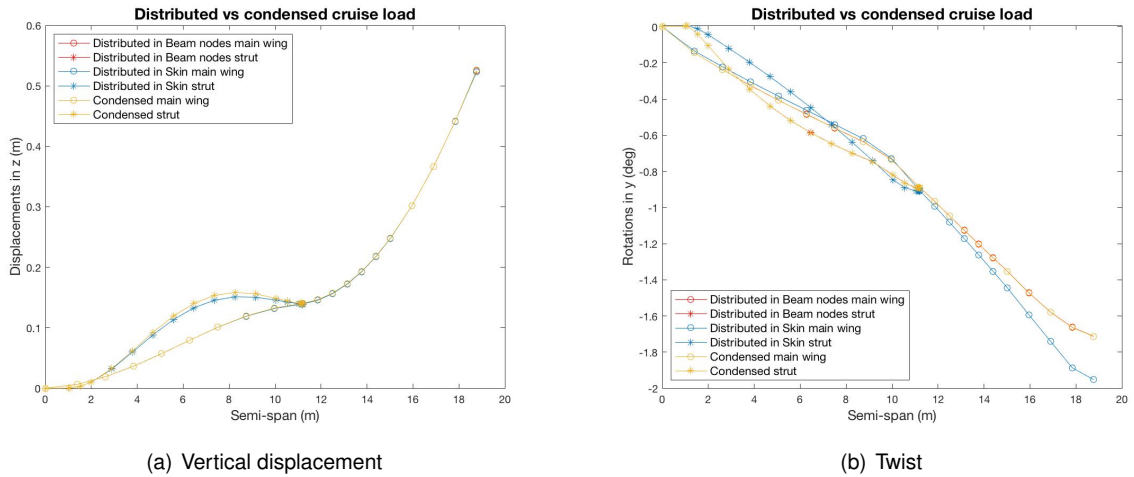 Distributed vs condensed cruise load
0.6
0.5
0.4
0.3
0.2
0.1
0
Displacements in z (m)
Distributed in Beam nodes main wing
Distributed in Beam nodes strut
Distributed in Skin main wing
Distributed in Skin strut
Condensed main wing
Condensed strut
0 2 4 6 8 10 12 14 16 18 20
Semi-span (m)
(a) Vertical displacement
Distributed vs condensed cruise load
0
-0.2
-0.4
-0.6
-0.8
-1
-1.2
-1.4
-1.6
-1.8
-2
Rotations in y (deg)
Distributed in Beam nodes main wing
Distributed in Beam nodes strut
Distributed in Skin main wing
Distributed in Skin strut
Condensed main wing
Condensed strut
0 2 4 6 8 10 12 14 16 18 20
Semi-span (m)
(b) Twist